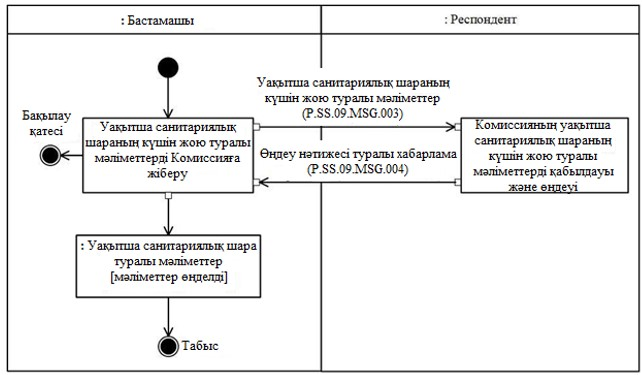 : Бастамашы
: Респондент
Уақытша санитариялық шараның
күшін жою туралы мәліметтер
(P.SS.09.MSG.003)
Бақылау
қатесі
Уақытша санитариялық
шараның күшін жою туралы
мәліметтерді Комиссияға
жіберу
Комиссияның уақытша
санитариялық шараның
күшін жою туралы
мәліметтерді қабылдауы
және өңдеуі
Өңдеу нәтижесі туралы хабарлама
(P.SS.09.MSG.004)
: Уақытша санитариялық шара
туралы мәліметтер
[мәліметтер өңделді]
Табыс